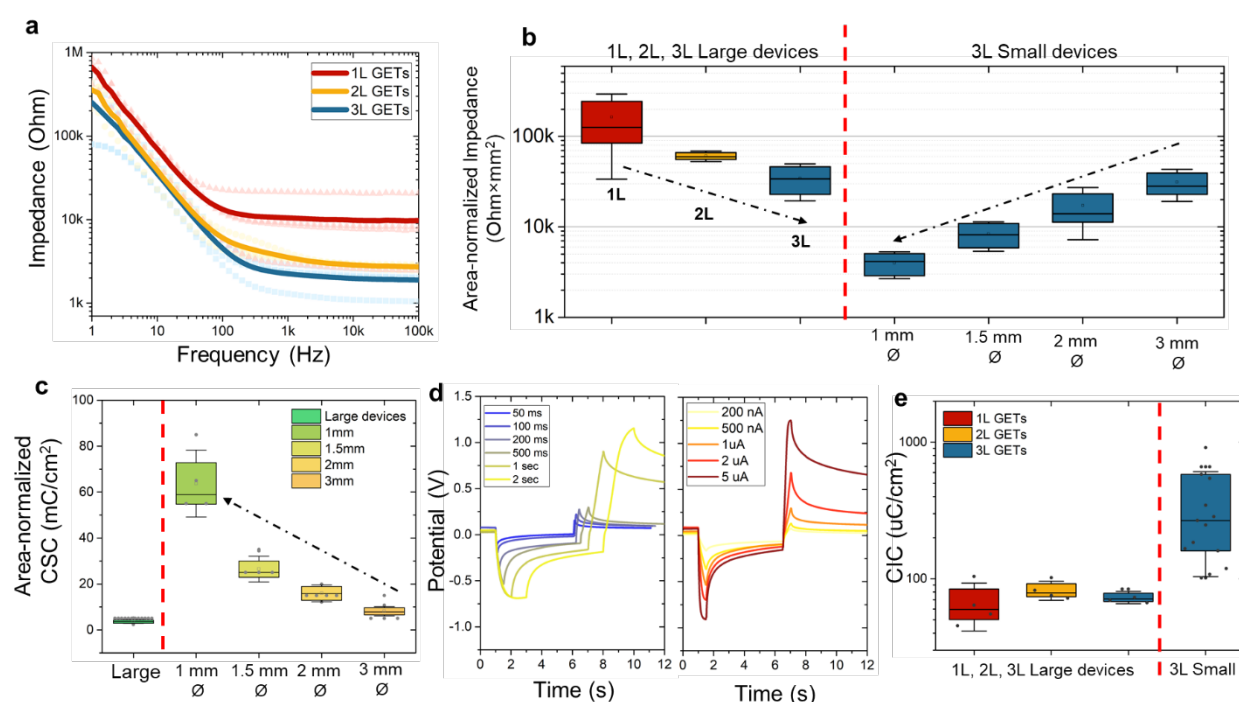 a
1M
100k
10k
1k
1
10
100
1k
10k
100k
Impedance (Ohm)
Frequency (Hz)
1L GETs
2L GETs
3L GETs
b
1L, 2L, 3L Large devices
3L Small devices
Area-normalized Impedance
(Ohm×mm²)
100k
10k
1k
1L
2L
3L
1 mm
Ø
1.5 mm
Ø
2 mm
Ø
3 mm
Ø
c
Area-normalized
CSC (mC/cm²)
100
80
60
40
20
0
Large devices
1mm
1.5mm
2mm
3mm
Large
1 mm
Ø
1.5 mm
Ø
2 mm
Ø
3 mm
Ø
d
Potential (V)
1.5
1.0
0.5
0.0
-0.5
-1.0
50 ms
100 ms
200 ms
500 ms
1 sec
2 sec
0 2 4 6 8 10 12
Time (s)
200 nA
500 nA
1uA
2 uA
5 uA
0 2 4 6 8 10 12
Time (s)
e
CIC (uC/cm²)
1000
100
1L GETs
2L GETs
3L GETs
1L, 2L, 3L Large devices
3L Small